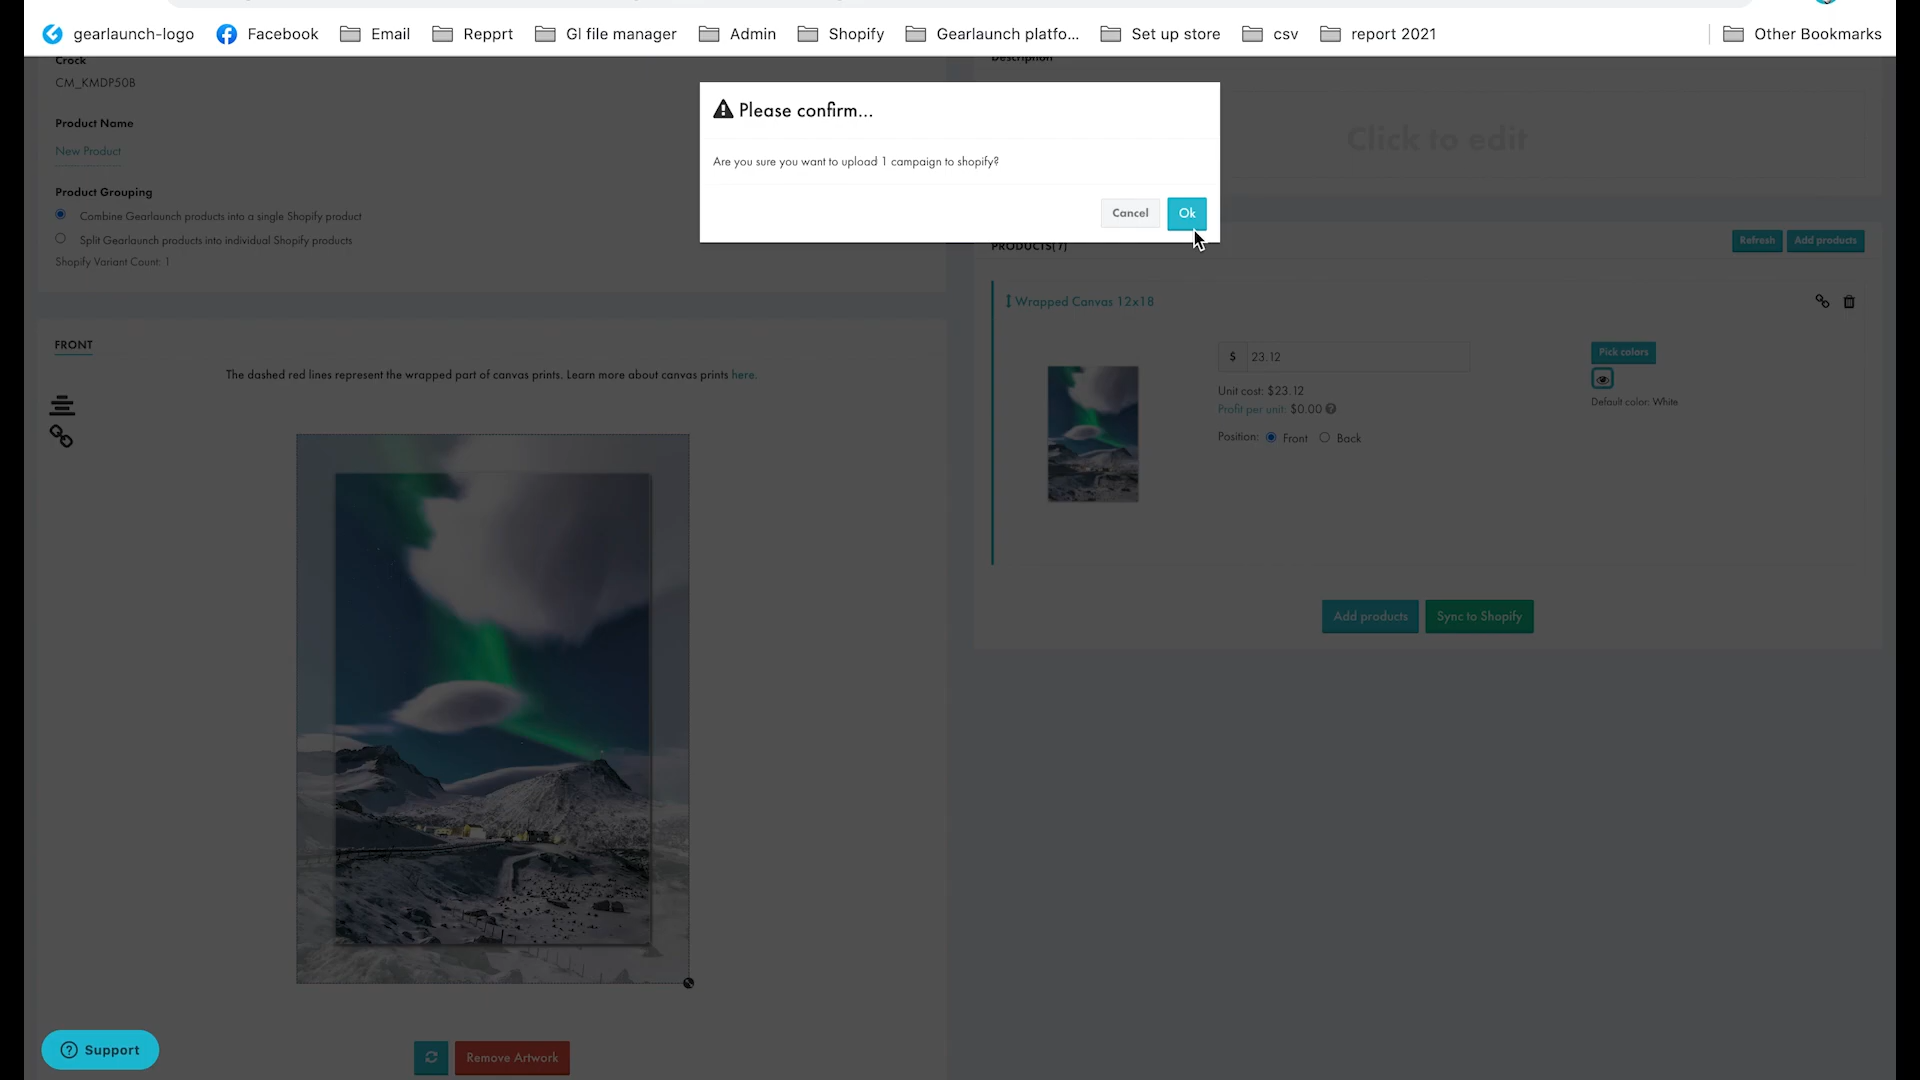 gearlaunch-logo Facebook Email Repprt Gl file manager Admin Shopify Gearlaunch platfo... Set up store csv report 2021 Other Bookmarks
Crock
CM_KMDP50B
Product Name
New Product
Product Grouping
Combine Gearlaunch products into a single Shopify product
Split Gearlaunch products into individual Shopify products
Shopify Variant Count: 1
Please confirm...
Are you sure you want to upload 1 campaign to shopify?
Cancel Ok
Description
Click to edit
PRODUCTS(1)
Refresh Add products
Wrapped Canvas 12x18
$ 23.12
Unit cost: $23.12
Profit per unit: $0.00
Position: Front Back
Pick colors
Default color: White
Add products Sync to Shopify
FRONT
The dashed red lines represent the wrapped part of canvas prints. Learn more about canvas prints here.
Remove Artwork
Support